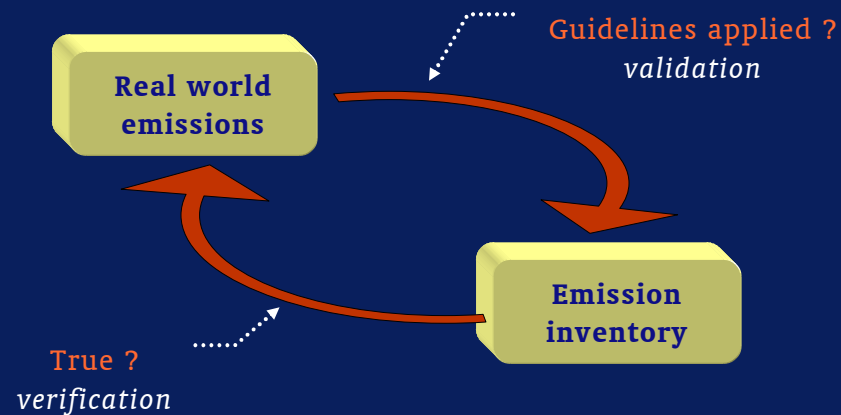 Guidelines applied ?
validation
Real world
emissions
Emission
inventory
True ?
verification